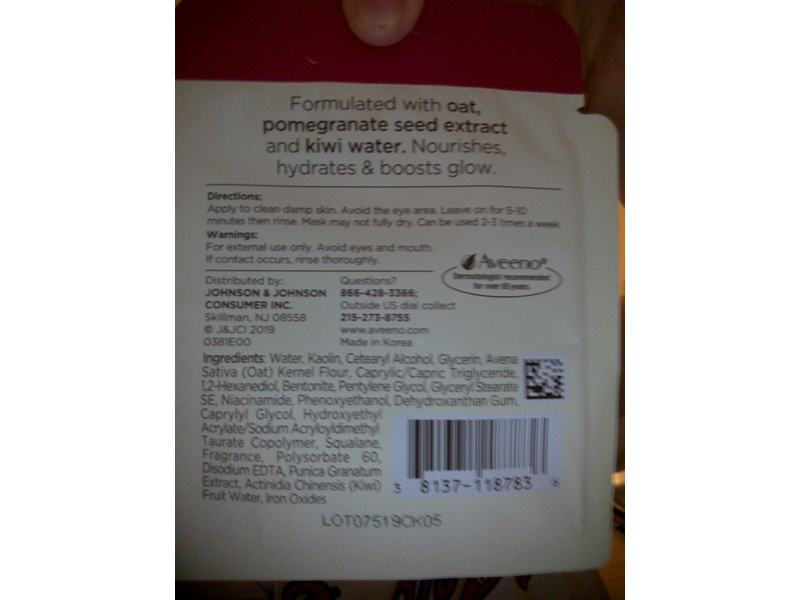 Formulated with oat,
pomegranate seed extract
and kiwi water. Nourishes,
hydrates & boosts glow.
Directions:
Apply to clean damp skin. Avoid the eye area. Leave on for 5-10
minutes then rinse. Mask may not fully dry. Can be used 2-3 times a week.
Warnings:
For external use only. Avoid eyes and mouth.
If contact occurs, rinse thoroughly.
Aveeno®
Dermatologist recommended
for over 65 years.
Distributed by:
JOHNSON & JOHNSON
CONSUMER INC.
Skillman, NJ 08558
© J&JCI 2019
0381E00
Questions?
866-428-3366;
Outside US dial collect
215-273-8755
www.aveeno.com
Made in Korea
Ingredients: Water, Kaolin, Cetearyl Alcohol, Glycerin, Avena
Sativa (Oat) Kernel Flour, Caprylic/Capric Triglyceride,
1,2-Hexanediol, Bentonite, Pentylene Glycol, Glyceryl Stearate
SE, Niacinamide, Phenoxyethanol, Dehydroxanthan Gum,
Caprylyl Glycol, Hydroxyethyl
Acrylate/Sodium Acryloyldimethyl
Taurate Copolymer, Squalane,
Fragrance, Polysorbate 60,
Disodium EDTA, Punica Granatum
Extract, Actinidia Chinensis (Kiwi)
Fruit Water, Iron Oxides
3 8137-118783 6
LOT07519CK05